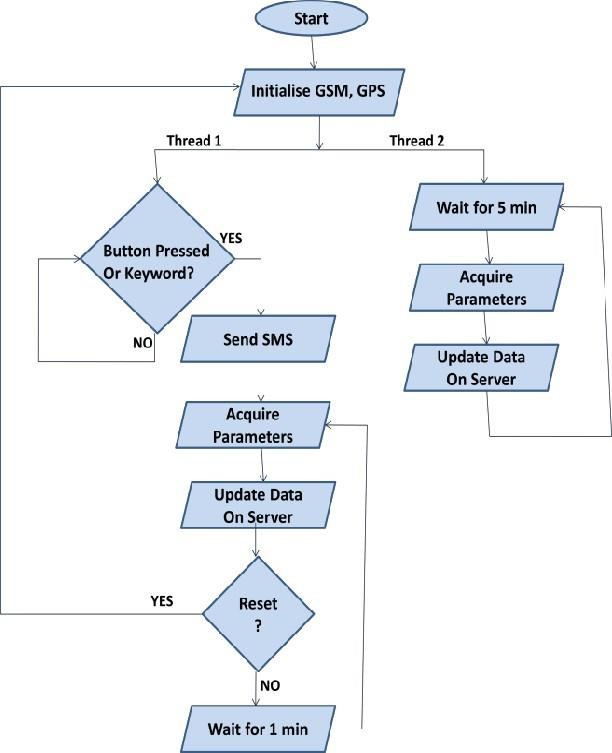 Start
Initialise GSM, GPS
Thread 1
Thread 2
Button Pressed
Or Keyword?
YES
NO
Send SMS
Acquire
Parameters
Update Data
On Server
Reset
?
YES
NO
Wait for 1 min
Wait for 5 min
Acquire
Parameters
Update Data
On Server